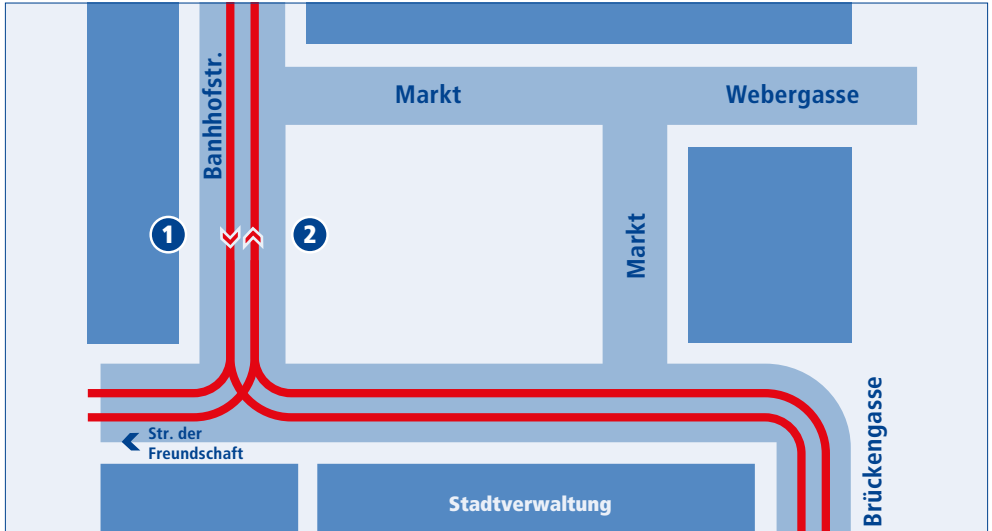 Banhhofstr.
Markt
Webergasse
1
2
Markt
Str. der
Freundschaft
Brückengasse
Stadtverwaltung